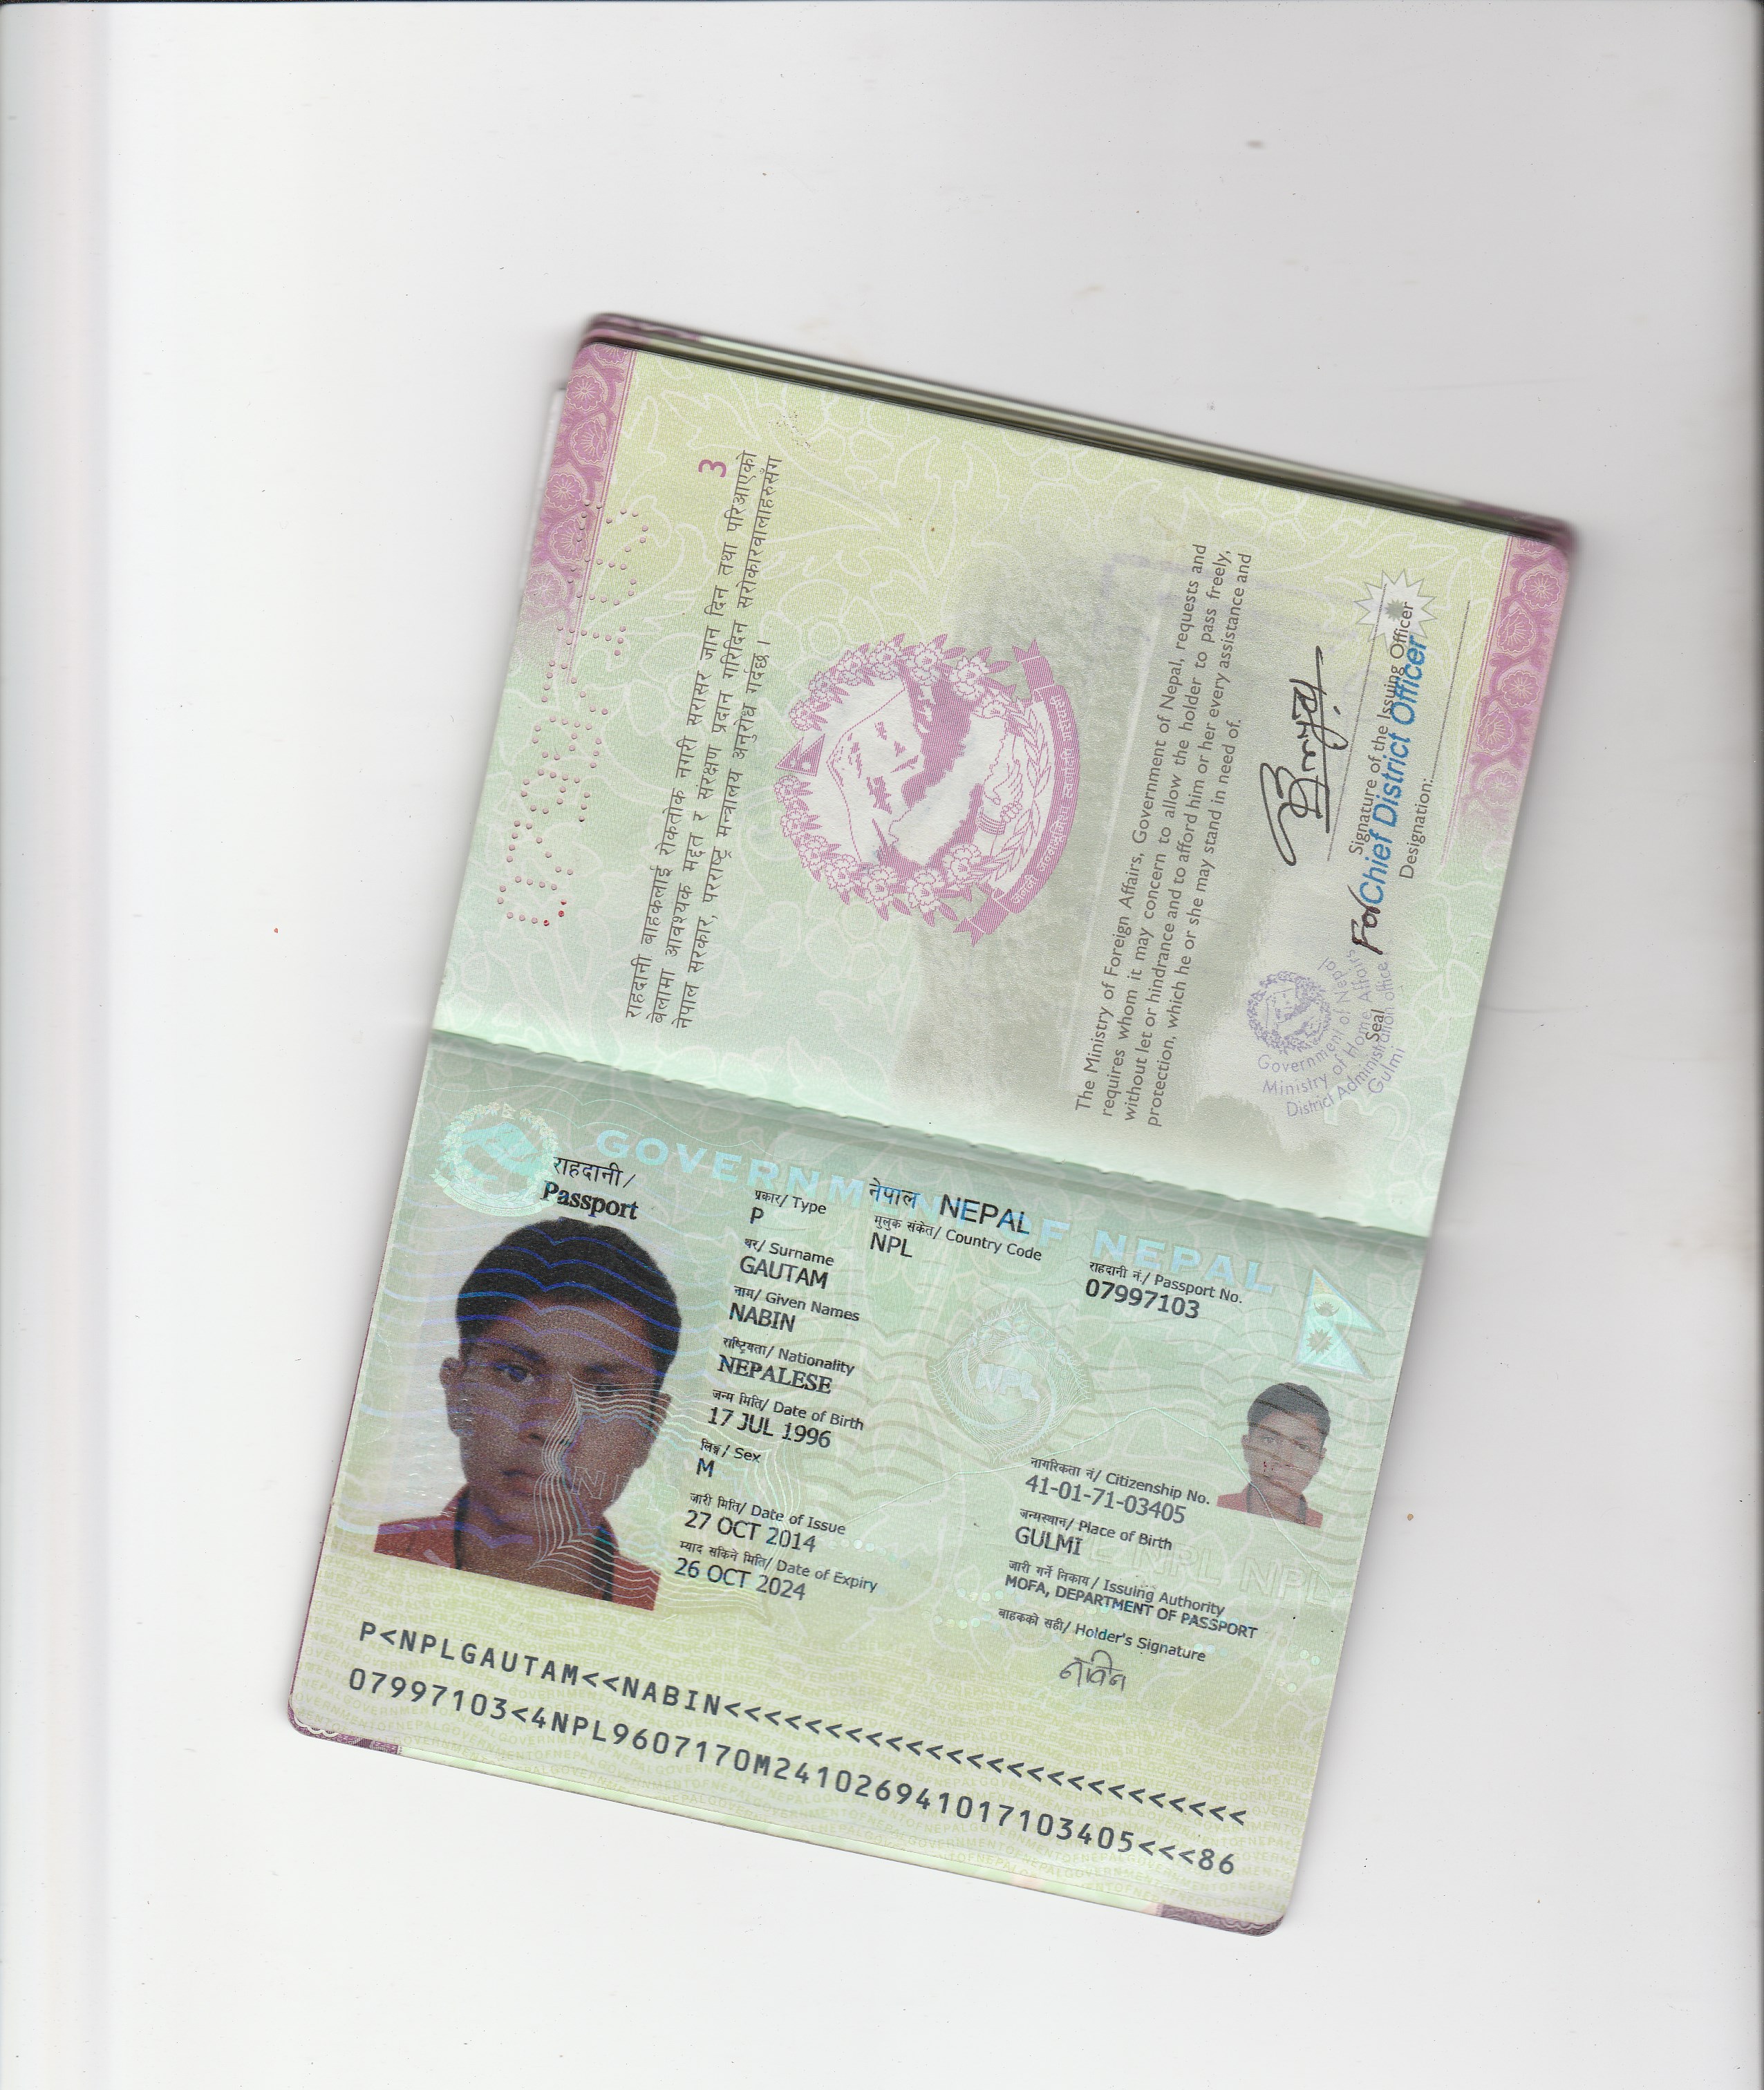 3
राहदानी बाहकलाई रोकतोक नगरी सरासर जान दिन तथा परिआएको
बेलामा आवश्यक मद्दत र संरक्षण प्रदान गरिदिन सरोकारवालाहरुसँग
नेपाल सरकार, परराष्ट्र मन्त्रालय अनुरोध गर्दछ ।
The Ministry of Foreign Affairs, Government of Nepal, requests and
requires whom it may concern to allow the holder to pass freely,
without let or hindrance and to afford him or her every assistance and
protection, which he or she may stand in need of.
Signature of the Issuing Officer
For Chief District Officer
Designation:
Seal
Government of Nepal
Ministry of Home Affairs
District Administration office
Gulmi
GOVERNMENT OF NEPAL
राहदानी /
Passport
प्रकार/ Type
P
नेपाल NEPAL
मुलुक संकेत/ Country Code
NPL
राहदानी नं./ Passport No.
07997103
थर/ Surname
GAUTAM
नाम/ Given Names
NABIN
राष्ट्रियता/ Nationality
NEPALESE
जन्म मिति/ Date of Birth
17 JUL 1996
लिङ्ग/ Sex
M
जारी मिति/ Date of Issue
27 OCT 2014
म्याद सकिने मिति/ Date of Expiry
26 OCT 2024
नागरिकता नं/ Citizenship No.
41-01-71-03405
जन्मस्थान/ Place of Birth
GULMI
जारी गर्ने निकाय / Issuing Authority
MOFA, DEPARTMENT OF PASSPORT
बाहकको सही/ Holder's Signature
नविन
P<NPLGAUTAM<<NABIN<<<<<<<<<<<<<<<<<<<<<<<<<<
07997103<4NPL9607170M241026941017103405<<<86